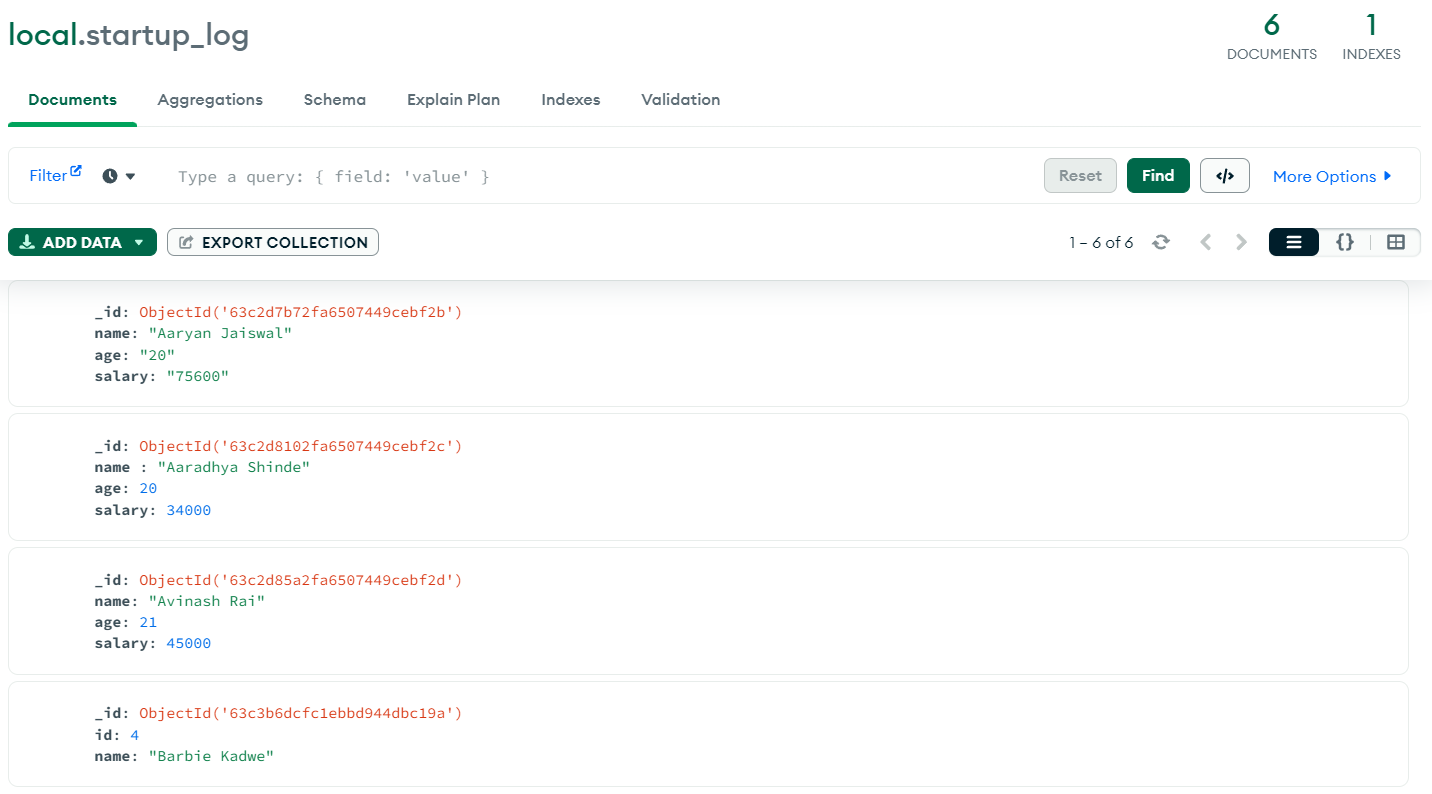 local.startup_log
6
DOCUMENTS
1
INDEXES
Documents Aggregations Schema Explain Plan Indexes Validation
Filter Type a query: { field: 'value' } Reset Find </> More Options
ADD DATA EXPORT COLLECTION 1 – 6 of 6 {}
_id: ObjectId('63c2d7b72fa6507449cebf2b')
name: "Aaryan Jaiswal"
age: "20"
salary: "75600"
_id: ObjectId('63c2d8102fa6507449cebf2c')
name : "Aaradhya Shinde"
age: 20
salary: 34000
_id: ObjectId('63c2d85a2fa6507449cebf2d')
name: "Avinash Rai"
age: 21
salary: 45000
_id: ObjectId('63c3b6dcfc1ebbd944dbc19a')
id: 4
name: "Barbie Kadwe"